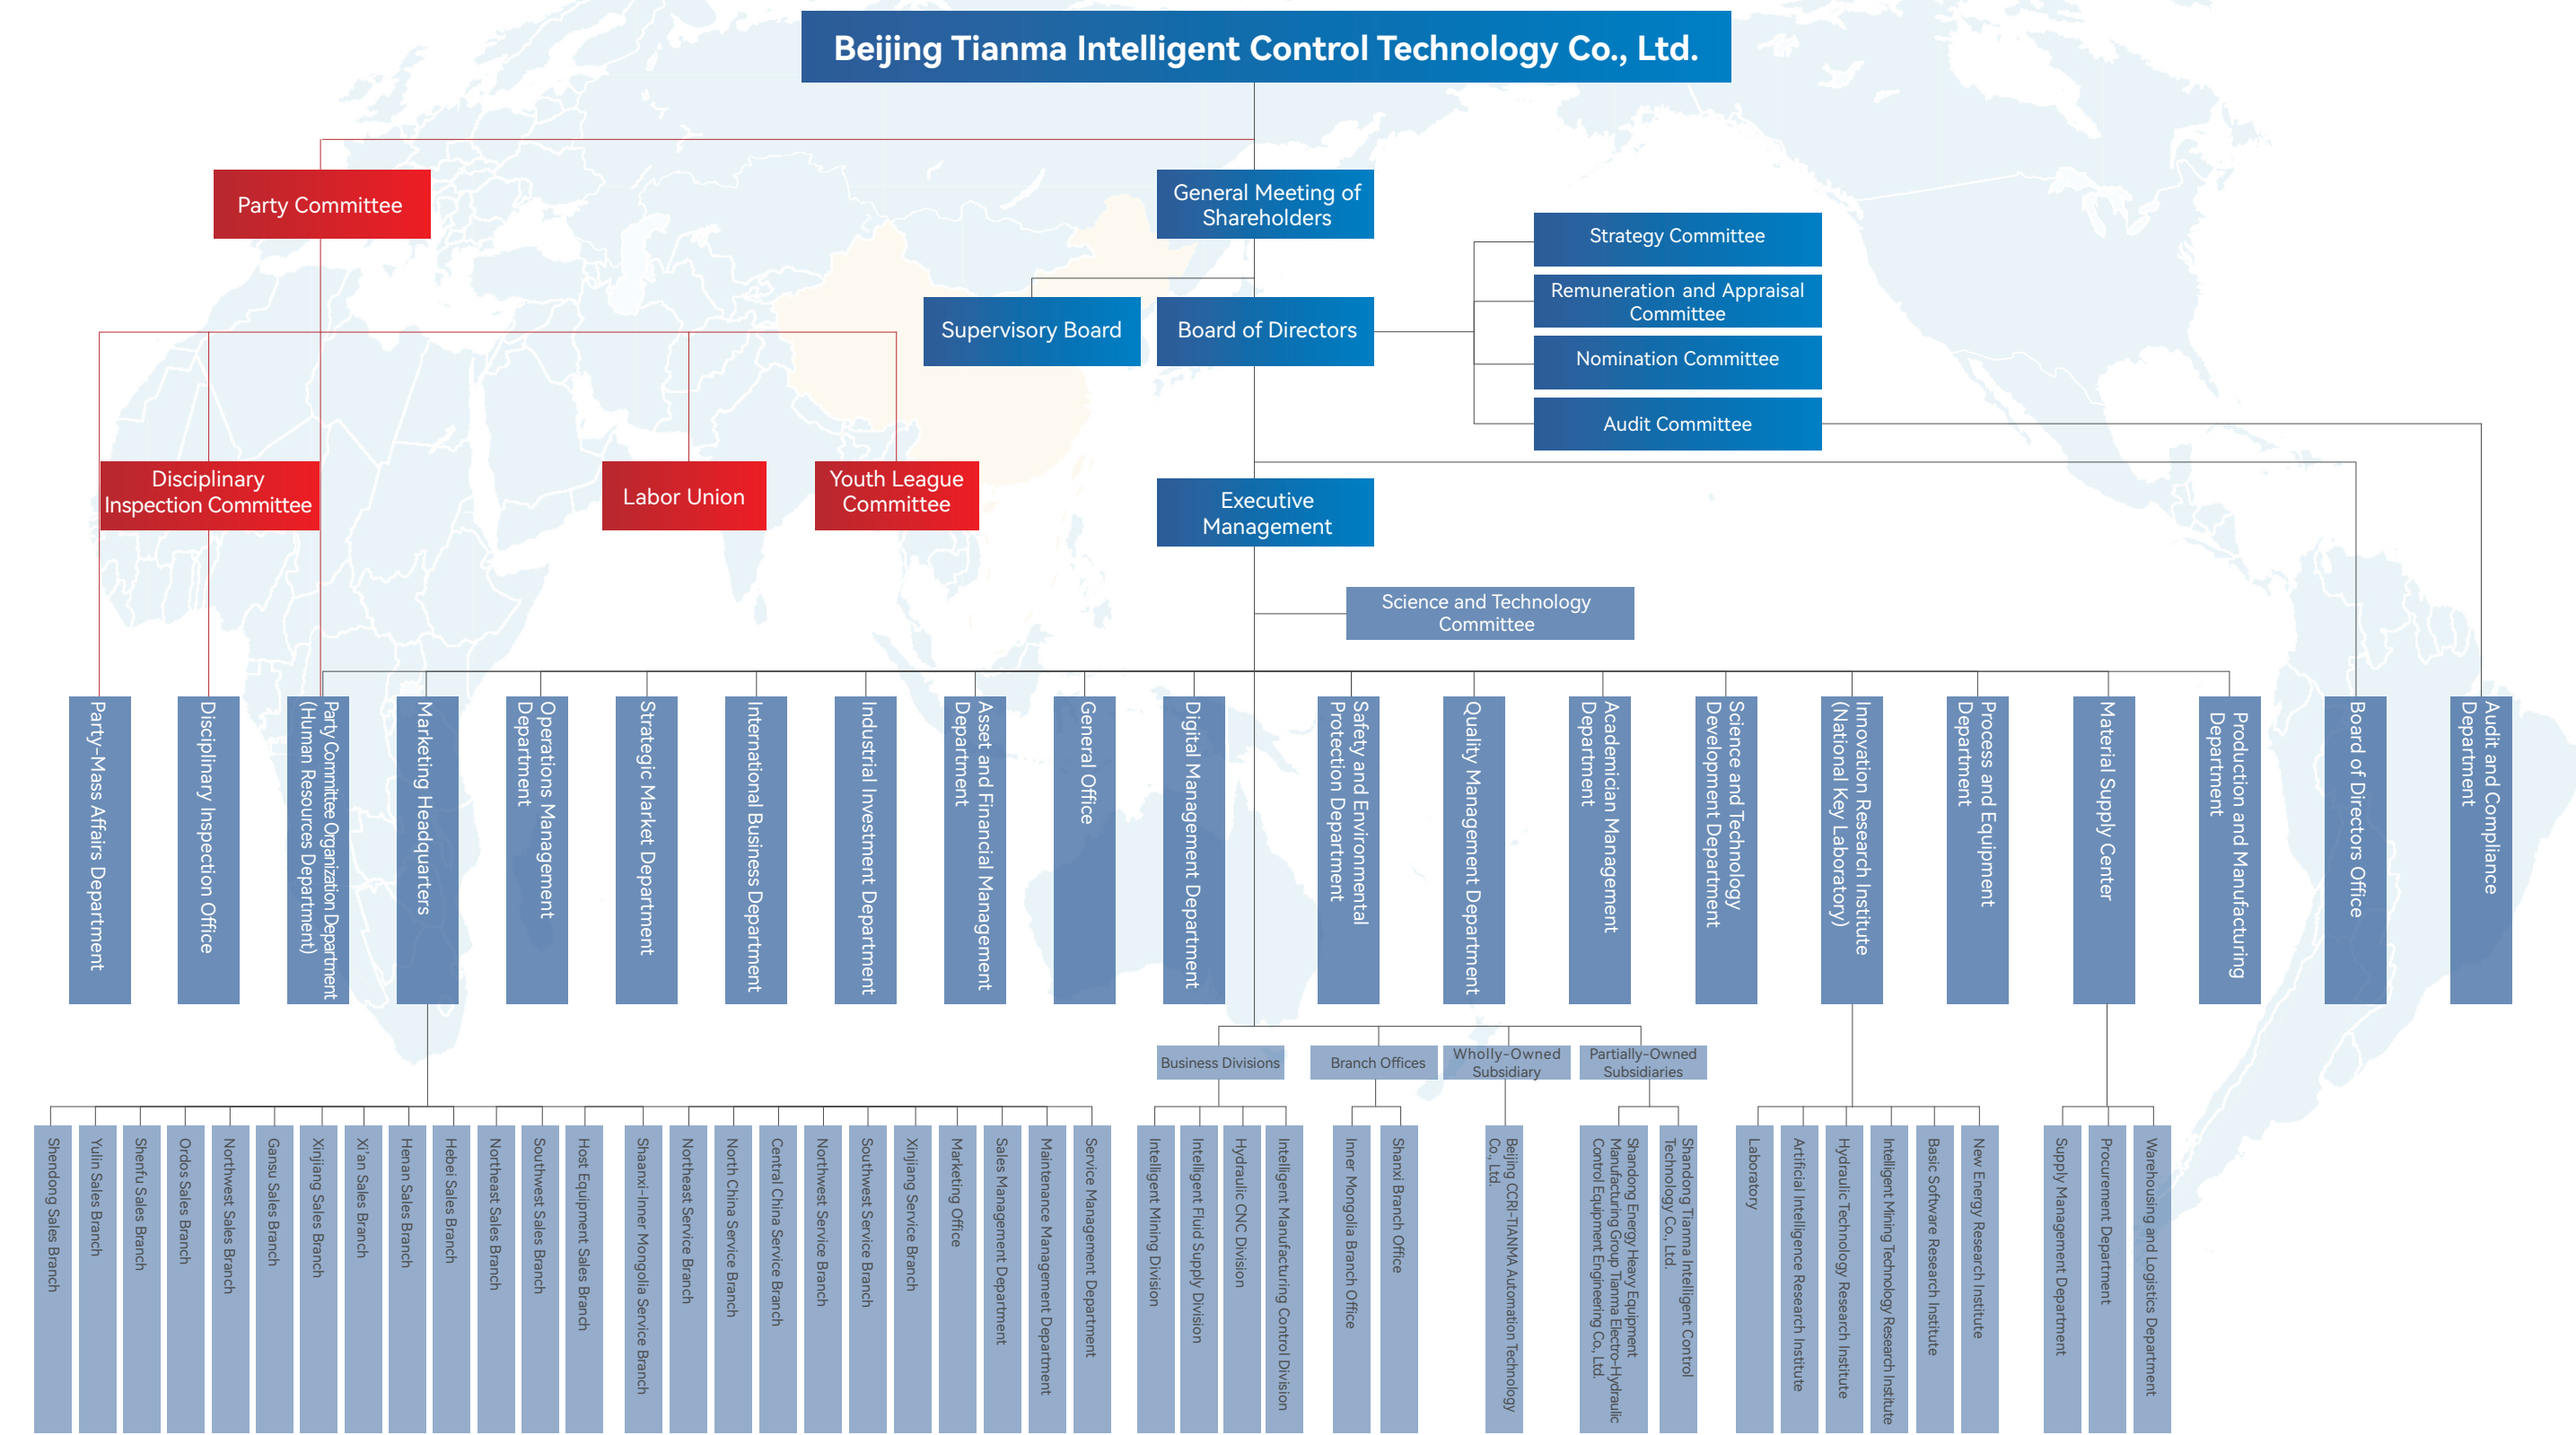 Beijing Tianma Intelligent Control Technology Co., Ltd.
Party Committee
General Meeting of
Shareholders
Strategy Committee
Remuneration and Appraisal
Committee
Supervisory Board
Board of Directors
Nomination Committee
Audit Committee
Disciplinary
Inspection Committee
Labor Union
Youth League
Committee
Executive
Management
Science and Technology
Committee
Party-Mass Affairs Department
Disciplinary Inspection Office
Party Committee Organization Department
(Human Resources Department)
Marketing Headquarters
Operations Management
Department
Strategic Market Department
International Business Department
Industrial Investment Department
Asset and Financial Management
Department
General Office
Digital Management Department
Safety and Environmental
Protection Department
Quality Management Department
Academician Management
Department
Science and Technology
Development Department
Innovation Research Institute
(National Key Laboratory)
Process and Equipment
Department
Material Supply Center
Production and Manufacturing
Department
Board of Directors Office
Audit and Compliance
Department
Business Divisions
Branch Offices
Wholly-Owned
Subsidiary
Partially-Owned
Subsidiaries
Shendong Sales Branch
Yulin Sales Branch
Shenfu Sales Branch
Ordos Sales Branch
Northwest Sales Branch
Gansu Sales Branch
Xinjiang Sales Branch
Xi'an Sales Branch
Henan Sales Branch
Hebei Sales Branch
Northeast Sales Branch
Southwest Sales Branch
Host Equipment Sales Branch
Shaanxi-Inner Mongolia Service Branch
Northeast Service Branch
North China Service Branch
Central China Service Branch
Northwest Service Branch
Southwest Service Branch
Xinjiang Service Branch
Marketing Office
Sales Management Department
Maintenance Management Department
Service Management Department
Intelligent Mining Division
Intelligent Fluid Supply Division
Hydraulic CNC Division
Intelligent Manufacturing Control Division
Inner Mongolia Branch Office
Shanxi Branch Office
Beijing CCRI-TIANMA Automation Technology
Co., Ltd.
Shandong Energy Heavy Equipment
Manufacturing Group Tianma Electro-Hydraulic
Control Equipment Engineering Co., Ltd.
Shandong Tianma Intelligent Control
Technology Co., Ltd.
Laboratory
Artificial Intelligence Research Institute
Hydraulic Technology Research Institute
Intelligent Mining Technology Research Institute
Basic Software Research Institute
New Energy Research Institute
Supply Management Department
Procurement Department
Warehousing and Logistics Department